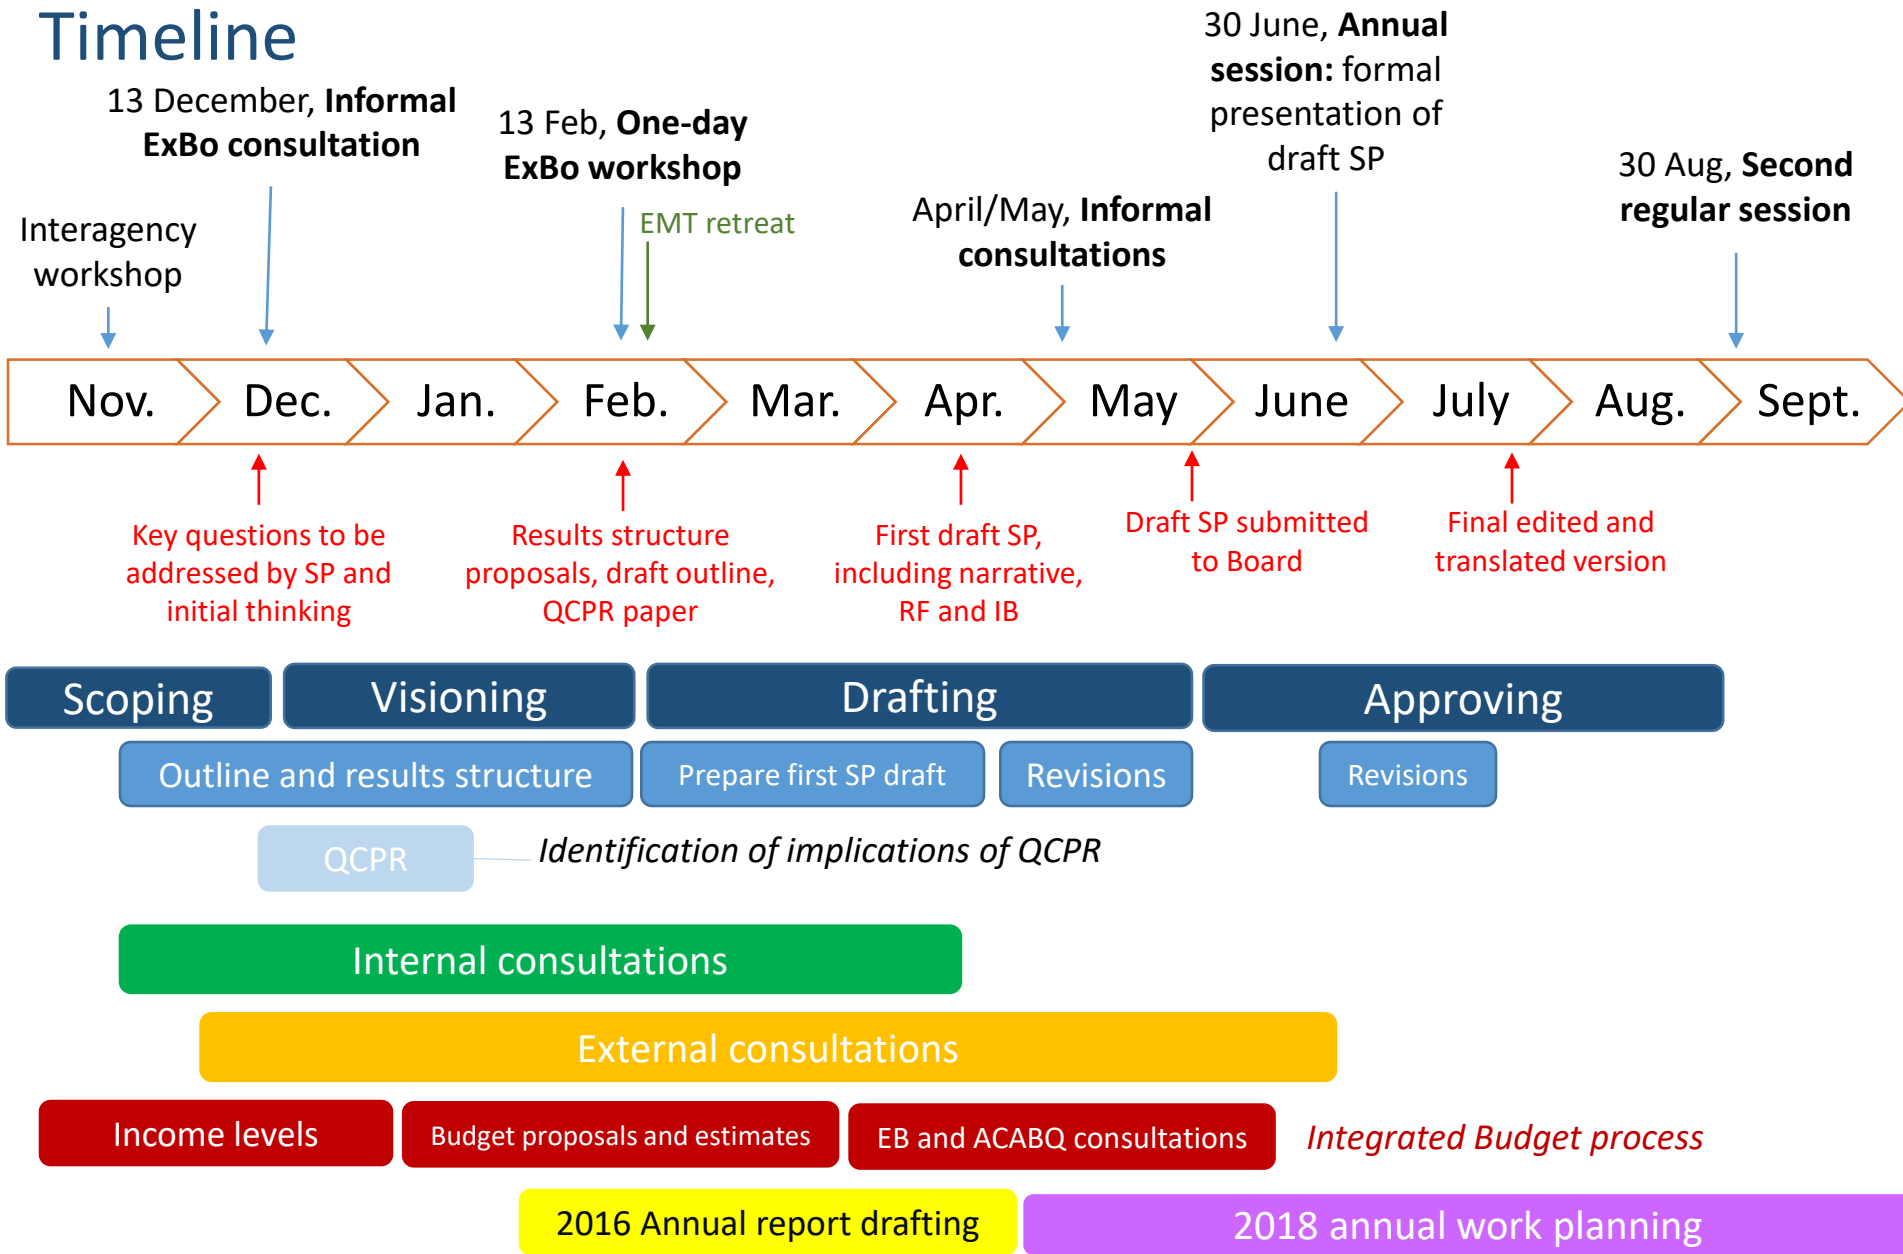 Timeline
13 December, Informal
ExBo consultation
13 Feb, One-day
ExBo workshop
30 June, Annual
session: formal
presentation of
draft SP
30 Aug, Second
regular session
Interagency
workshop
EMT retreat
April/May, Informal
consultations
Nov.
Dec.
Jan.
Feb.
Mar.
Apr.
May
June
July
Aug.
Sept.
Key questions to be
addressed by SP and
initial thinking
Results structure
proposals, draft outline,
QCPR paper
First draft SP,
including narrative,
RF and IB
Draft SP submitted
to Board
Final edited and
translated version
Scoping
Visioning
Drafting
Approving
Outline and results structure
Prepare first SP draft
Revisions
Revisions
QCPR
Identification of implications of QCPR
Internal consultations
External consultations
Income levels
Budget proposals and estimates
EB and ACABQ consultations
Integrated Budget process
2016 Annual report drafting
2018 annual work planning